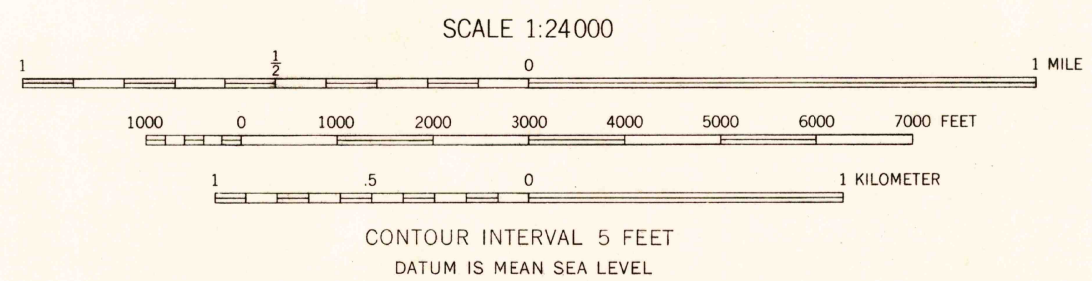 SCALE 1:24000
1 1/2 0 1 MILE
1000 0 1000 2000 3000 4000 5000 6000 7000 FEET
1 .5 0 1 KILOMETER
CONTOUR INTERVAL 5 FEET
DATUM IS MEAN SEA LEVEL